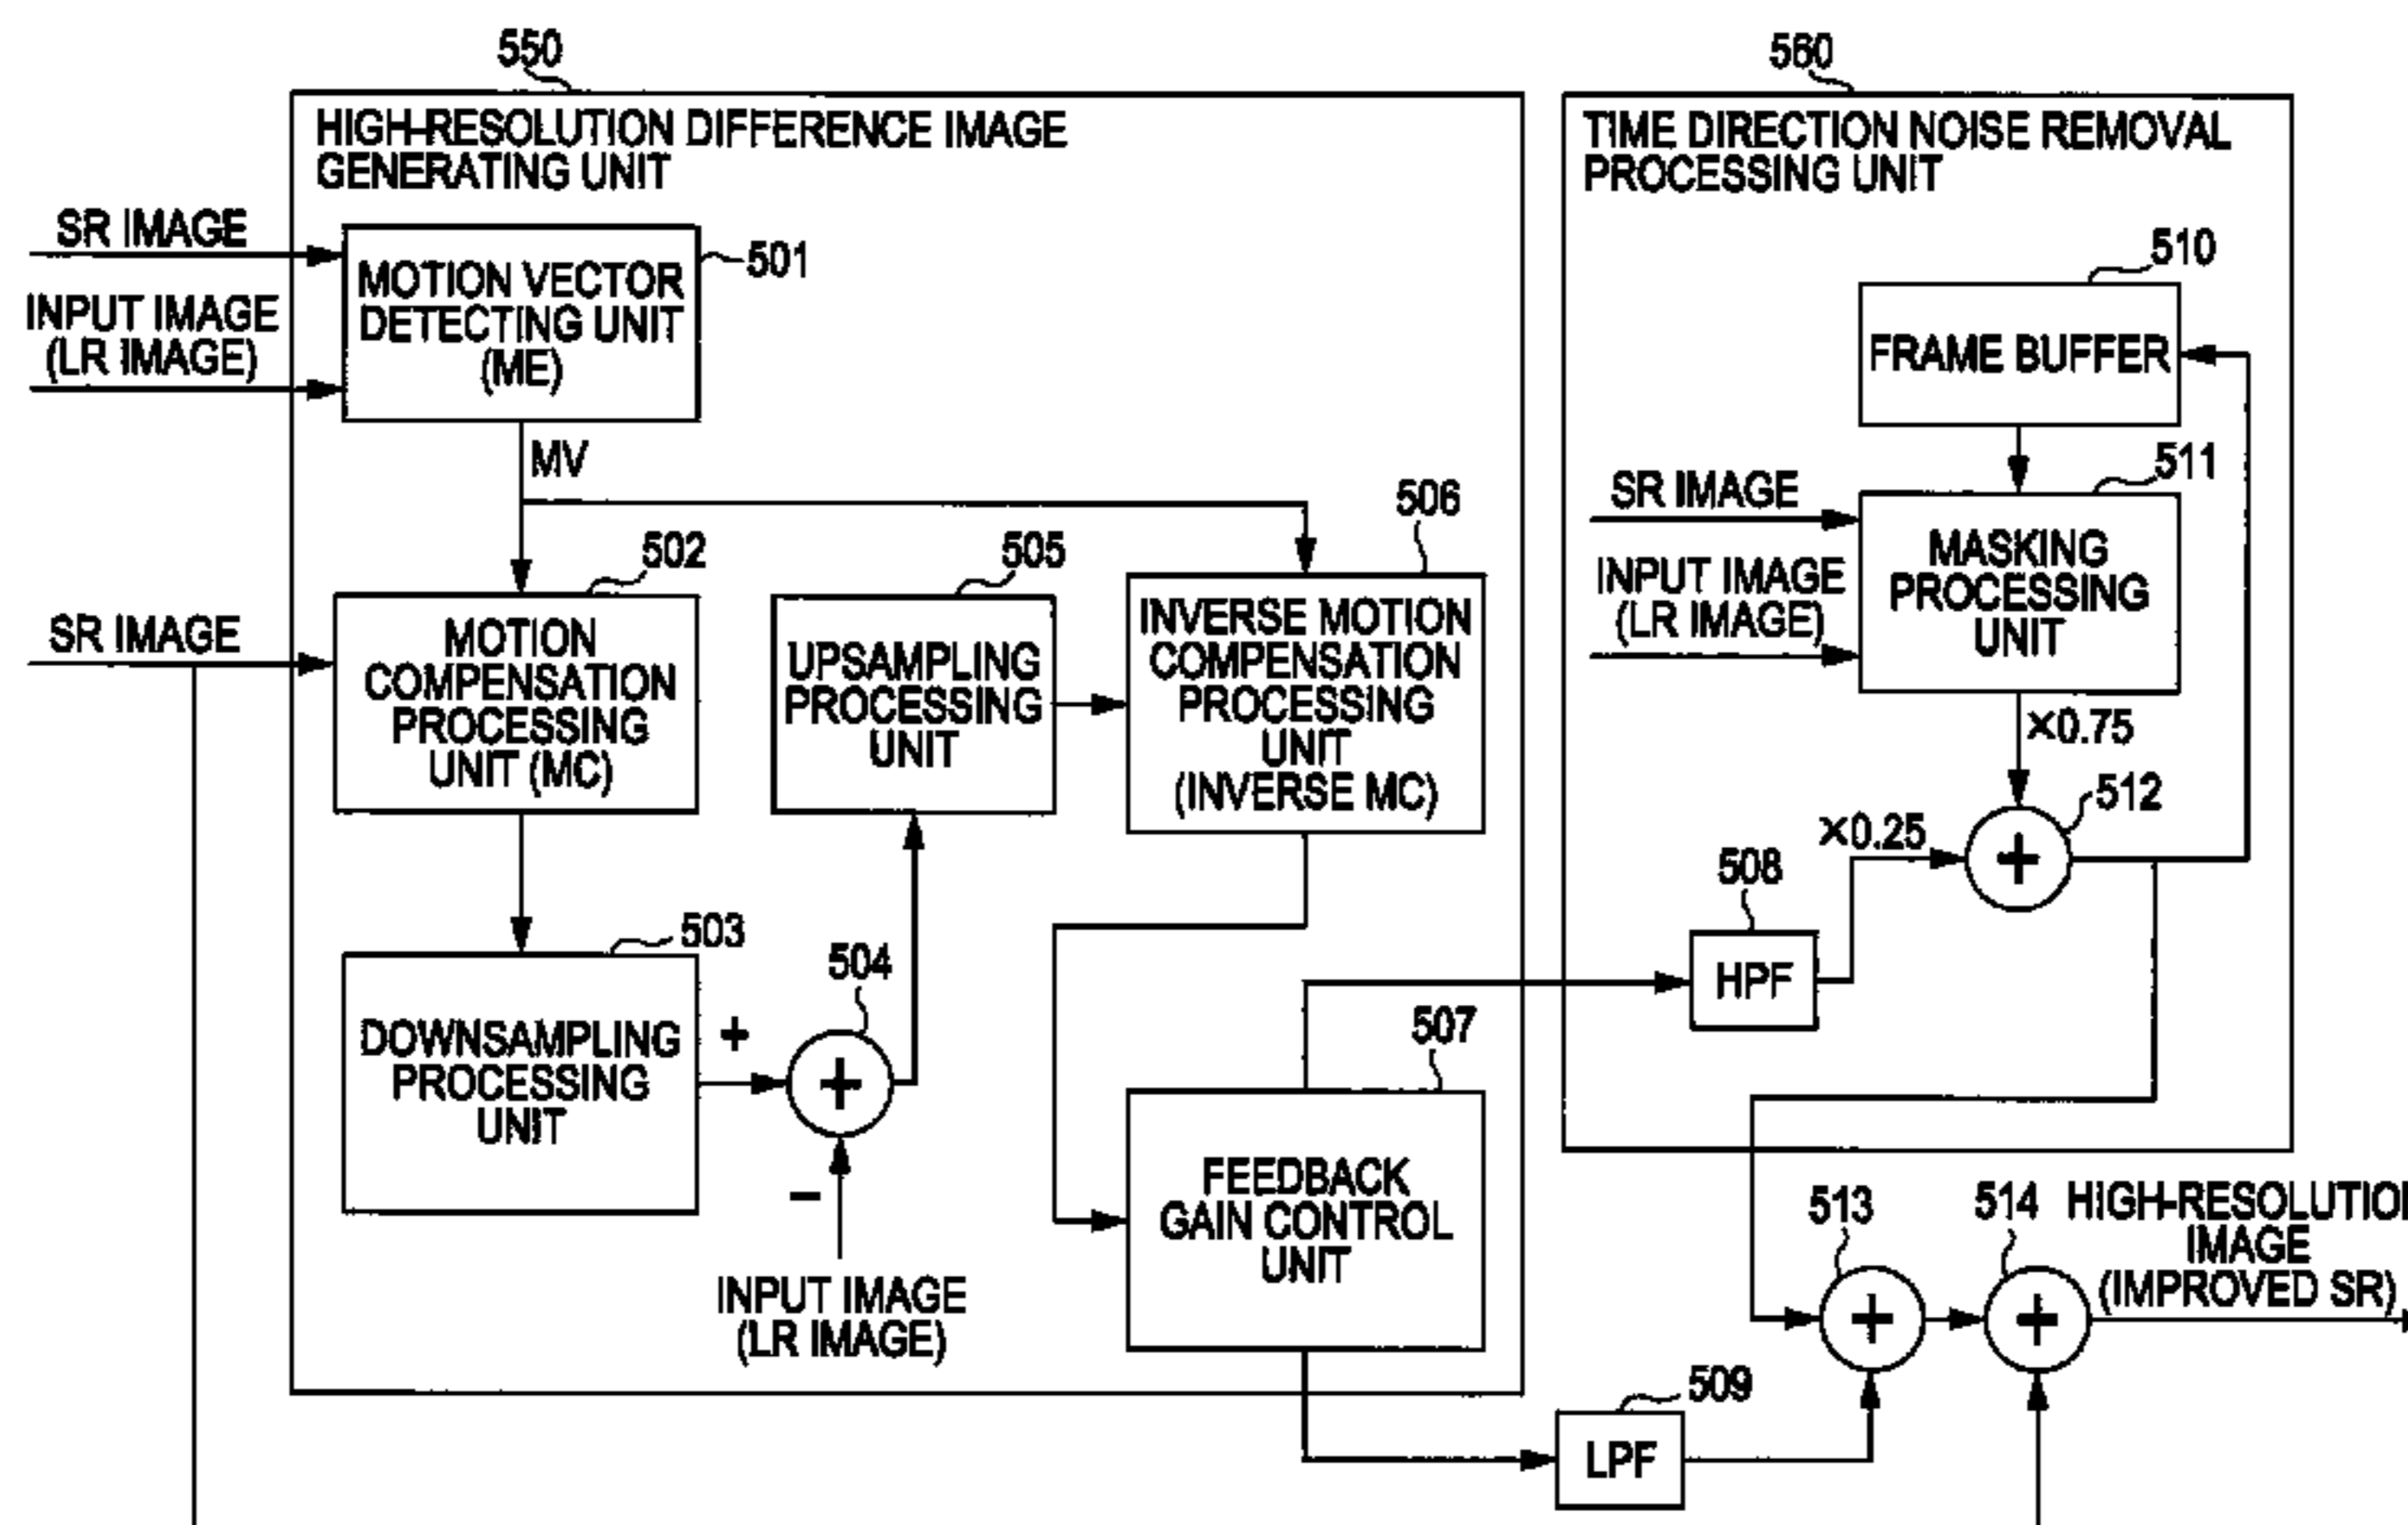 550
560
HIGH-RESOLUTION DIFFERENCE IMAGE
GENERATING UNIT
TIME DIRECTION NOISE REMOVAL
PROCESSING UNIT
SR IMAGE
INPUT IMAGE
(LR IMAGE)
MOTION VECTOR
DETECTING UNIT
(ME)
501
510
FRAME BUFFER
MV
511
SR IMAGE
INPUT IMAGE
(LR IMAGE)
MASKING
PROCESSING
UNIT
502
505
506
SR IMAGE
MOTION
COMPENSATION
PROCESSING
UNIT (MC)
UPSAMPLING
PROCESSING
UNIT
INVERSE MOTION
COMPENSATION
PROCESSING
UNIT
(INVERSE MC)
×0.75
512
×0.25
+
508
HPF
503
504
DOWNSAMPLING
PROCESSING
UNIT
+
+
−
INPUT IMAGE
(LR IMAGE)
507
FEEDBACK
GAIN CONTROL
UNIT
513
514
HIGH-RESOLUTIO
IMAGE
(IMPROVED SR)
+
+
509
LPF